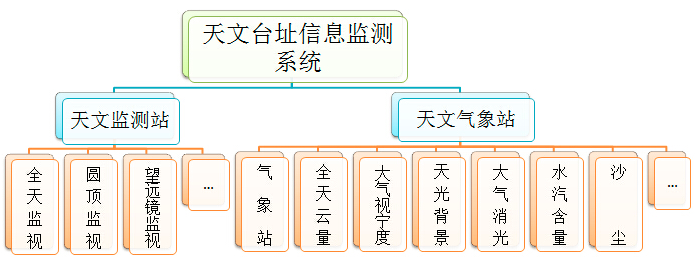 天文台址信息监测
系统
天文监测站
天文气象站
全天监视
圆顶监视
望远镜监视
...
气象站
全天云量
大气视宁度
天光背景
大气消光
水汽含量
沙尘
...